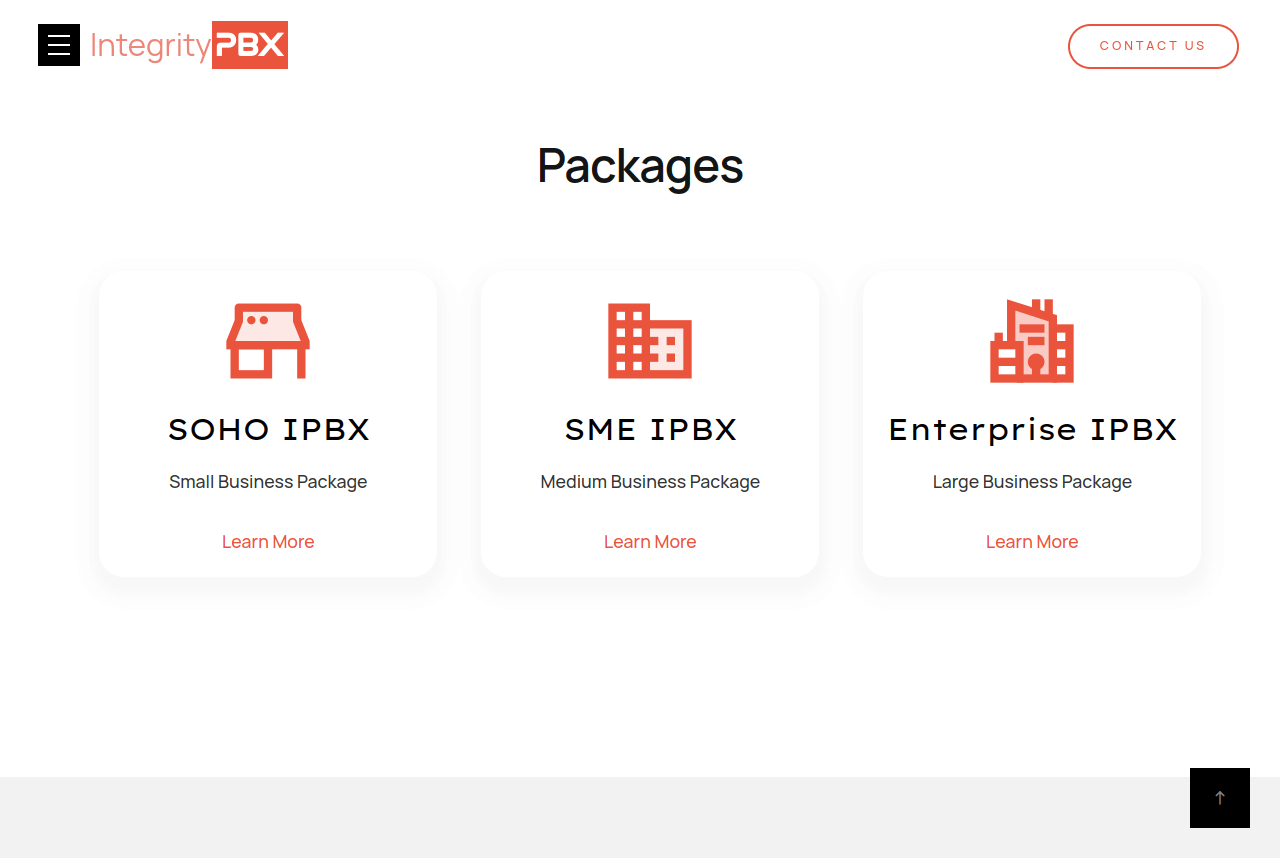 IntegrityPBX
CONTACT US
Packages
SOHO IPBX
Small Business Package
Learn More
SME IPBX
Medium Business Package
Learn More
Enterprise IPBX
Large Business Package
Learn More